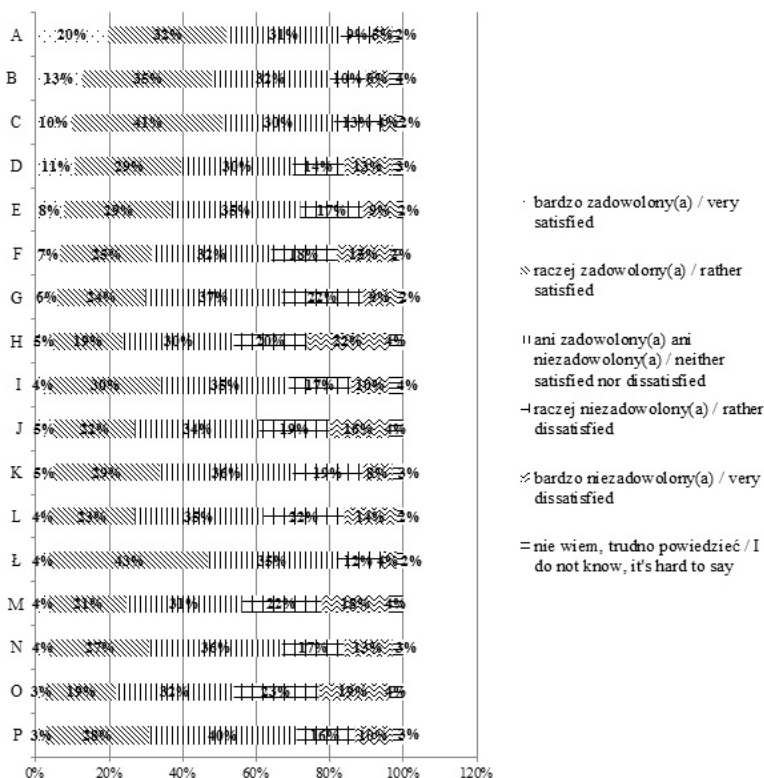 A 20% 32% 31% 9% 2%
B 13% 35% 32% 10% 6% 4%
C 10% 41% 30% 13% 4% 2%
D 11% 29% 30% 14% 13% 3%
E 8% 29% 35% 17% 9% 2%
F 7% 25% 32% 18% 2%
G 6% 24% 37% 22% 9% 2%
H 5% 19% 30% 20% 22% 4%
I 4% 30% 35% 17% 10% 4%
J 5% 22% 34% 19% 16% 4%
K 5% 29% 36% 19% 8% 3%
L 4% 23% 35% 22% 14% 2%
Ł 4% 43% 35% 12% 4% 2%
M 4% 21% 31% 22% 18% 4%
N 4% 27% 36% 17% 13% 3%
O 3% 19% 32% 23% 19% 4%
P 3% 28% 40% 16% 10% 3%
0% 20% 40% 60% 80% 100% 120%
bardzo zadowolony(a) / very
satisfied
raczej zadowolony(a) / rather
satisfied
ani zadowolony(a) ani
niezadowolony(a) / neither
satisfied nor dissatisfied
raczej niezadowolony(a) / rather
dissatisfied
bardzo niezadowolony(a) / very
dissatisfied
nie wiem, trudno powiedzieć / I
do not know, it's hard to say